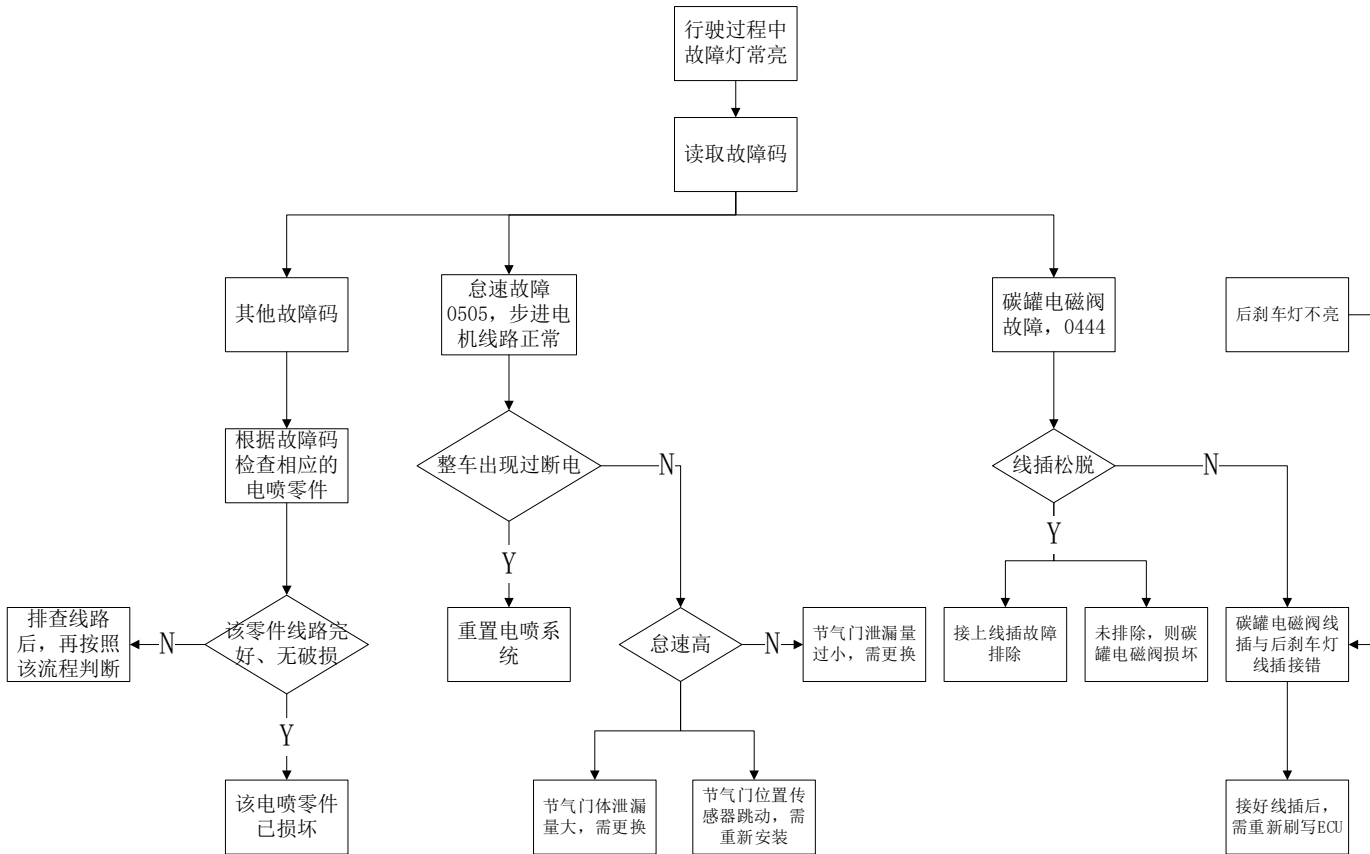 行驶过程中
故障灯常亮
读取故障码
其他故障码
怠速故障
0505，步进电
机线路正常
碳罐电磁阀
故障，0444
后刹车灯不亮
根据故障码
检查相应的
电喷零件
整车出现过断电
N
线插松脱
N
Y
Y
排查线路
后，再按照
该流程判断
N
该零件线路完
好、无破损
重置电喷系
统
怠速高
N
节气门泄漏量
过小，需更换
接上线插故障
排除
未排除，则碳
罐电磁阀损坏
碳罐电磁阀线
插与后刹车灯
线插接错
Y
该电喷零件
已损坏
节气门体泄漏
量大，需更换
节气门位置传
感器跳动，需
重新安装
接好线插后，
需重新刷写ECU